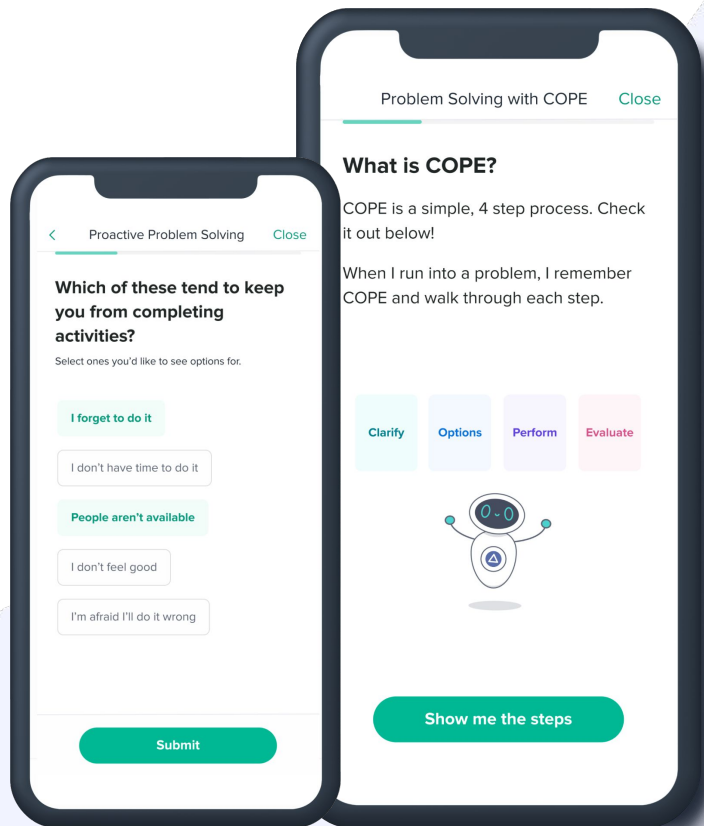 Proactive Problem Solving
Close
Which of these tend to keep
you from completing
activities?
Select ones you'd like to see options for.
I forget to do it
I don't have time to do it
People aren't available
I don't feel good
I'm afraid I'll do it wrong
Submit
Problem Solving with COPE
Close
What is COPE?
COPE is a simple, 4 step process. Check
it out below!
When I run into a problem, I remember
COPE and walk through each step.
Clarify
Options
Perform
Evaluate
Show me the steps